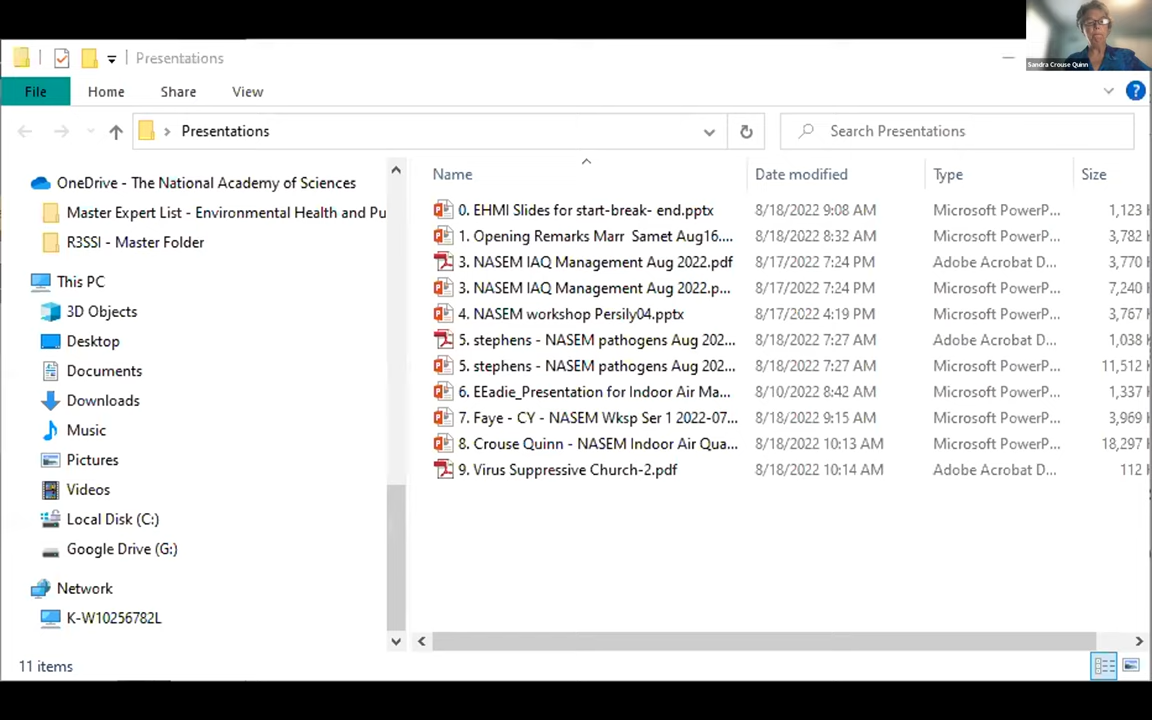 Presentations
Sandra Crouse Quinn
File Home Share View
Presentations
Search Presentations
OneDrive - The National Academy of Sciences
Master Expert List - Environmental Health and Pu
R3SSI - Master Folder
This PC
3D Objects
Desktop
Documents
Downloads
Music
Pictures
Videos
Local Disk (C:)
Google Drive (G:)
Network
K-W10256782L
Name Date modified Type Size
0. EHMI Slides for start-break- end.pptx 8/18/2022 9:08 AM Microsoft PowerP... 1,123
1. Opening Remarks Marr Samet Aug16.... 8/18/2022 8:32 AM Microsoft PowerP... 3,782
3. NASEM IAQ Management Aug 2022.pdf 8/17/2022 7:24 PM Adobe Acrobat D... 3,770
3. NASEM IAQ Management Aug 2022.p... 8/17/2022 7:24 PM Microsoft PowerP... 7,240
4. NASEM workshop Persily04.pptx 8/17/2022 4:19 PM Microsoft PowerP... 3,767
5. stephens - NASEM pathogens Aug 202... 8/18/2022 7:27 AM Adobe Acrobat D... 1,038
5. stephens - NASEM pathogens Aug 202... 8/18/2022 7:27 AM Microsoft PowerP... 11,512
6. EEadie_Presentation for Indoor Air Ma... 8/10/2022 8:42 AM Microsoft PowerP... 1,337
7. Faye - CY - NASEM Wksp Ser 1 2022-07... 8/18/2022 9:15 AM Microsoft PowerP... 3,969
8. Crouse Quinn - NASEM Indoor Air Qua... 8/18/2022 10:13 AM Microsoft PowerP... 18,297
9. Virus Suppressive Church-2.pdf 8/18/2022 10:14 AM Adobe Acrobat D... 112
11 items